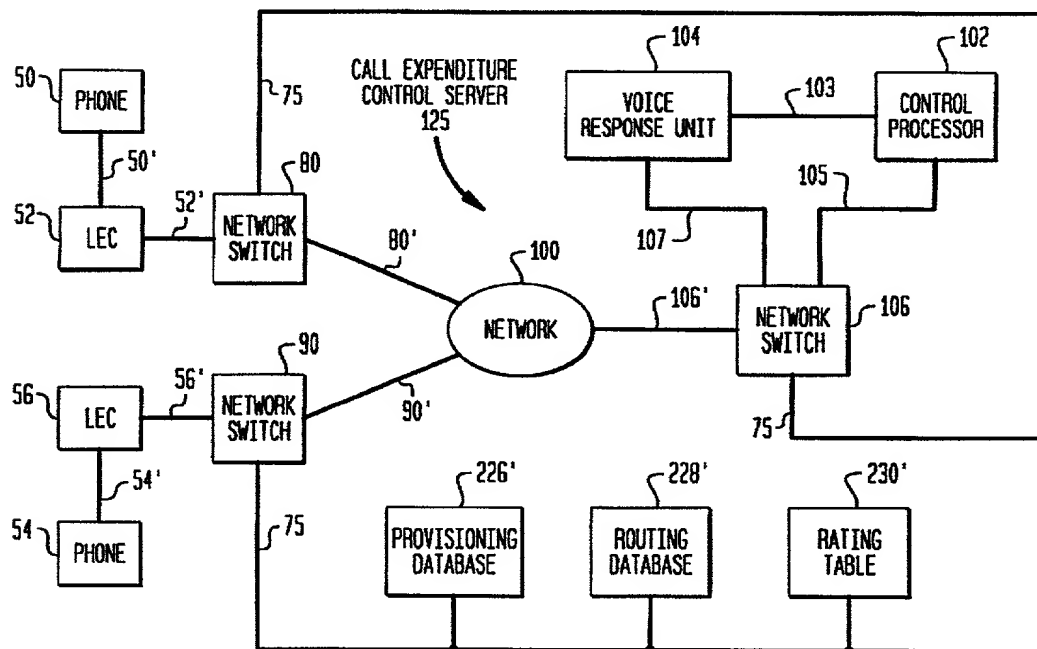 50
PHONE
50'
52
LEC
52'
75
80
NETWORK
SWITCH
80'
CALL EXPENDITURE
CONTROL SERVER
125
104
VOICE
RESPONSE UNIT
103
102
CONTROL
PROCESSOR
107
105
100
NETWORK
106'
NETWORK
SWITCH
106
75
90
NETWORK
SWITCH
90'
56
LEC
56'
54'
54
PHONE
75
226'
PROVISIONING
DATABASE
228'
ROUTING
DATABASE
230'
RATING
TABLE